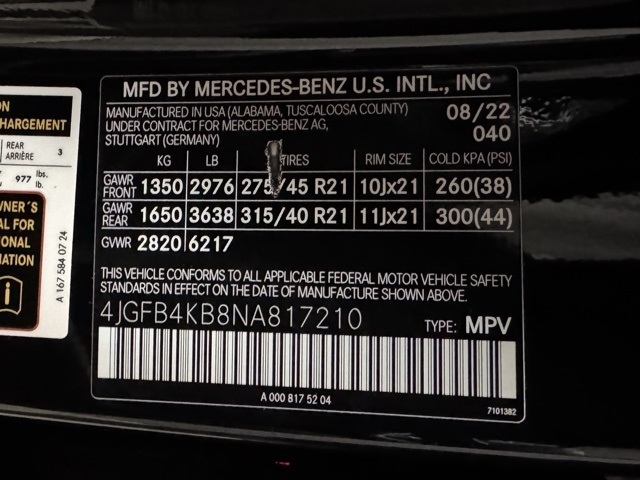 ON
HARGEMENT
REAR
ARRIÈRE 3
977 lbs.
lb.
WNER'S
AL FOR
IONAL
MATION
A 167 584 07 24
MFD BY MERCEDES-BENZ U.S. INTL., INC
MANUFACTURED IN USA (ALABAMA, TUSCALOOSA COUNTY) 08/22
UNDER CONTRACT FOR MERCEDES-BENZ AG, 040
STUTTGART (GERMANY)
KG LB TIRES RIM SIZE COLD KPA (PSI)
GAWR FRONT 1350 2976 275/45 R21 10Jx21 260(38)
GAWR REAR 1650 3638 315/40 R21 11Jx21 300(44)
GVWR 2820 6217
THIS VEHICLE CONFORMS TO ALL APPLICABLE FEDERAL MOTOR VEHICLE SAFETY
STANDARDS IN EFFECT ON THE DATE OF MANUFACTURE SHOWN ABOVE.
4JGFB4KB8NA817210 TYPE: MPV
A 000 817 52 04
7101382